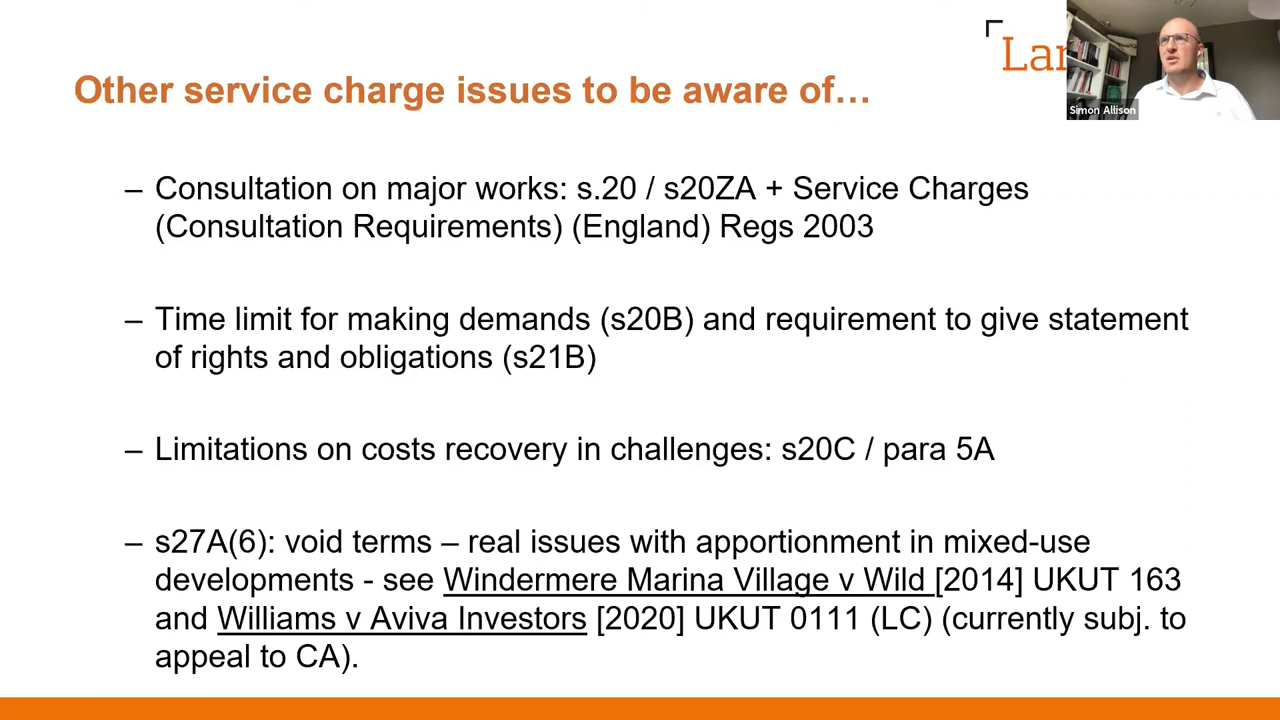 Other service charge issues to be aware of…
Simon Allison
– Consultation on major works: s.20 / s20ZA + Service Charges
(Consultation Requirements) (England) Regs 2003
– Time limit for making demands (s20B) and requirement to give statement
of rights and obligations (s21B)
– Limitations on costs recovery in challenges: s20C / para 5A
– s27A(6): void terms – real issues with apportionment in mixed-use
developments - see Windermere Marina Village v Wild [2014] UKUT 163
and Williams v Aviva Investors [2020] UKUT 0111 (LC) (currently subj. to
appeal to CA).